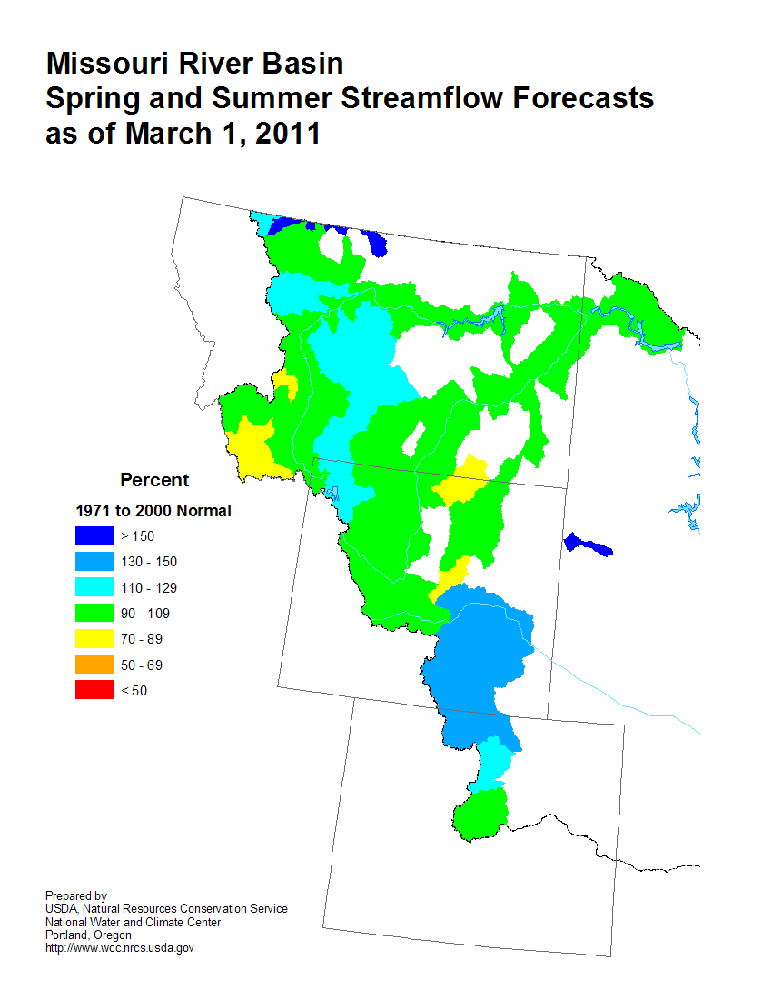 Missouri River Basin
Spring and Summer Streamflow Forecasts
as of March 1, 2011
Percent
1971 to 2000 Normal
> 150
130 - 150
110 - 129
90 - 109
70 - 89
50 - 69
< 50
Prepared by
USDA, Natural Resources Conservation Service
National Water and Climate Center
Portland, Oregon
http://www.wcc.nrcs.usda.gov